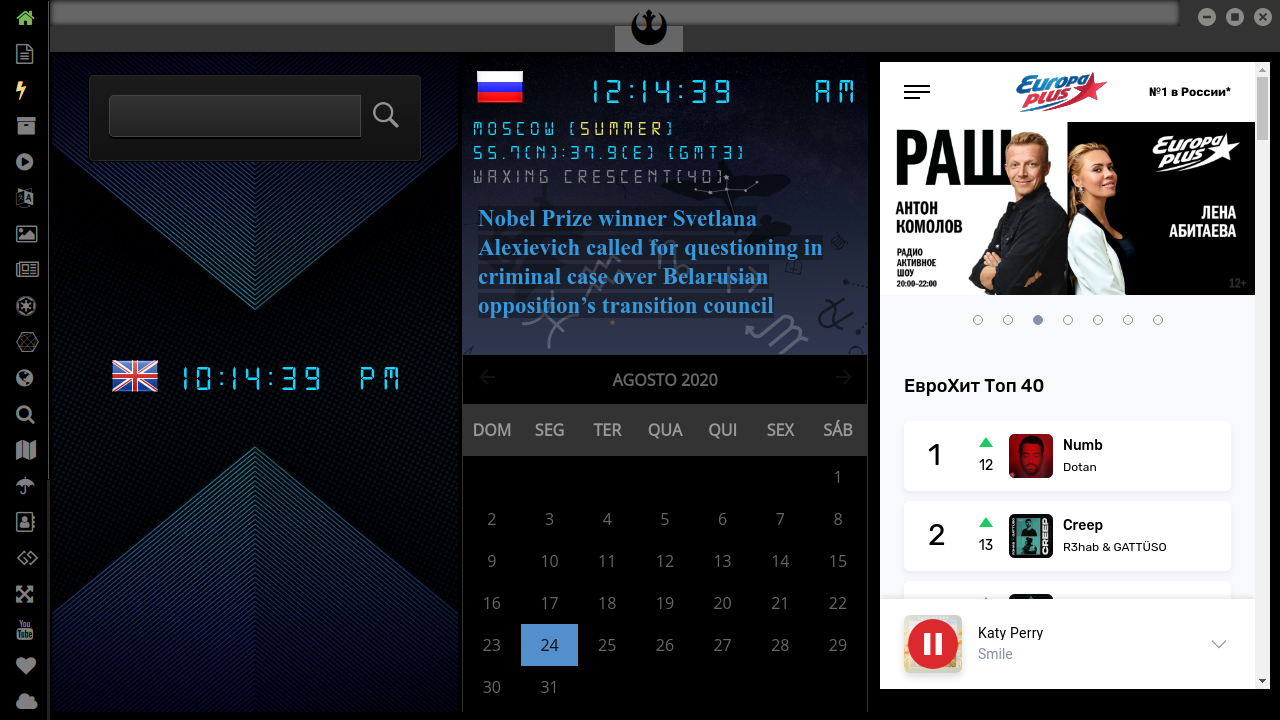 12:14:39 AM
MOSCOW (SUMMER)
55.7(N):37.9(E) (GMT3)
WAXING CRESCENT(40)
Nobel Prize winner Svetlana
Alexievich called for questioning in
criminal case over Belarusian
opposition’s transition council
10:14:39 PM
AGOSTO 2020
DOM SEG TER QUA QUI SEX SÁB
1
2 3 4 5 6 7 8
9 10 11 12 13 14 15
16 17 18 19 20 21 22
23 24 25 26 27 28 29
30 31
Европа
plus
№1 в России*
РАШ
Европа
plus
АНТОН
КОМОЛОВ
ЛЕНА
АБИТАЕВА
РАДИО
АКТИВНОЕ
ШОУ
20:00–22:00
12+
ЕвроХит Топ 40
1
12
Numb
Dotan
2
13
Creep
R3hab & GATTÜSO
CREEP
Katy Perry
Smile
You
Tube